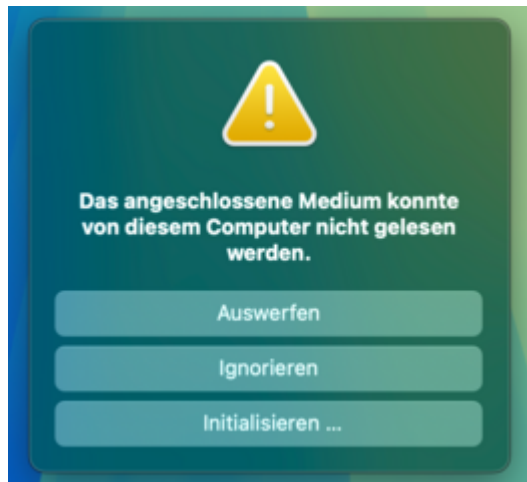 Das angeschlossene Medium konnte
von diesem Computer nicht gelesen
werden.
Auswerfen
Ignorieren
Initialisieren ...